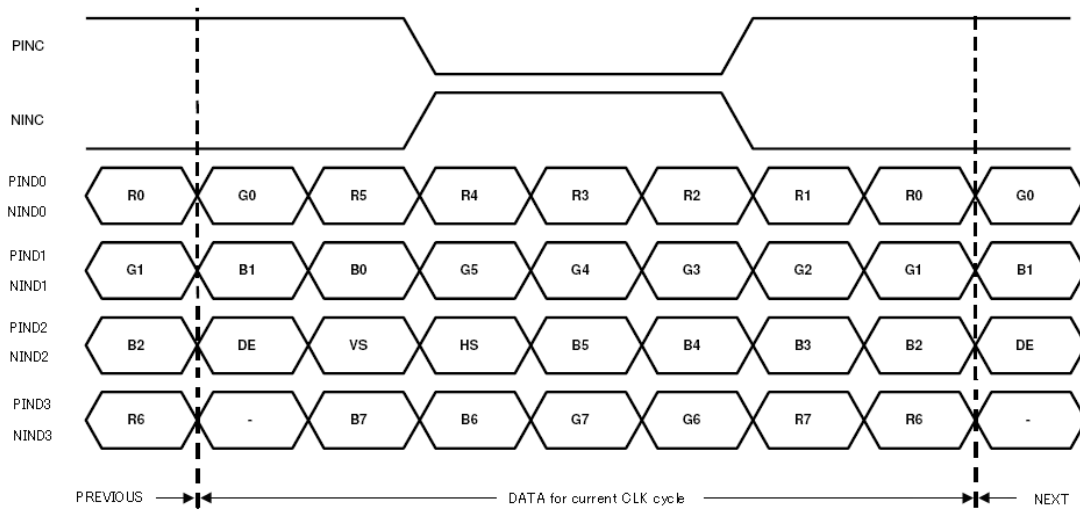 PINC
NINC
PIND0
R0 G0 R5 R4 R3 R2 R1 R0 G0
NIND0
PIND1
G1 B1 B0 G5 G4 G3 G2 G1 B1
NIND1
PIND2
B2 DE VS HS B5 B4 B3 B2 DE
NIND2
PIND3
R6 - B7 B6 G7 G6 R7 R6 -
NIND3
PREVIOUS DATA for current CLK cycle NEXT